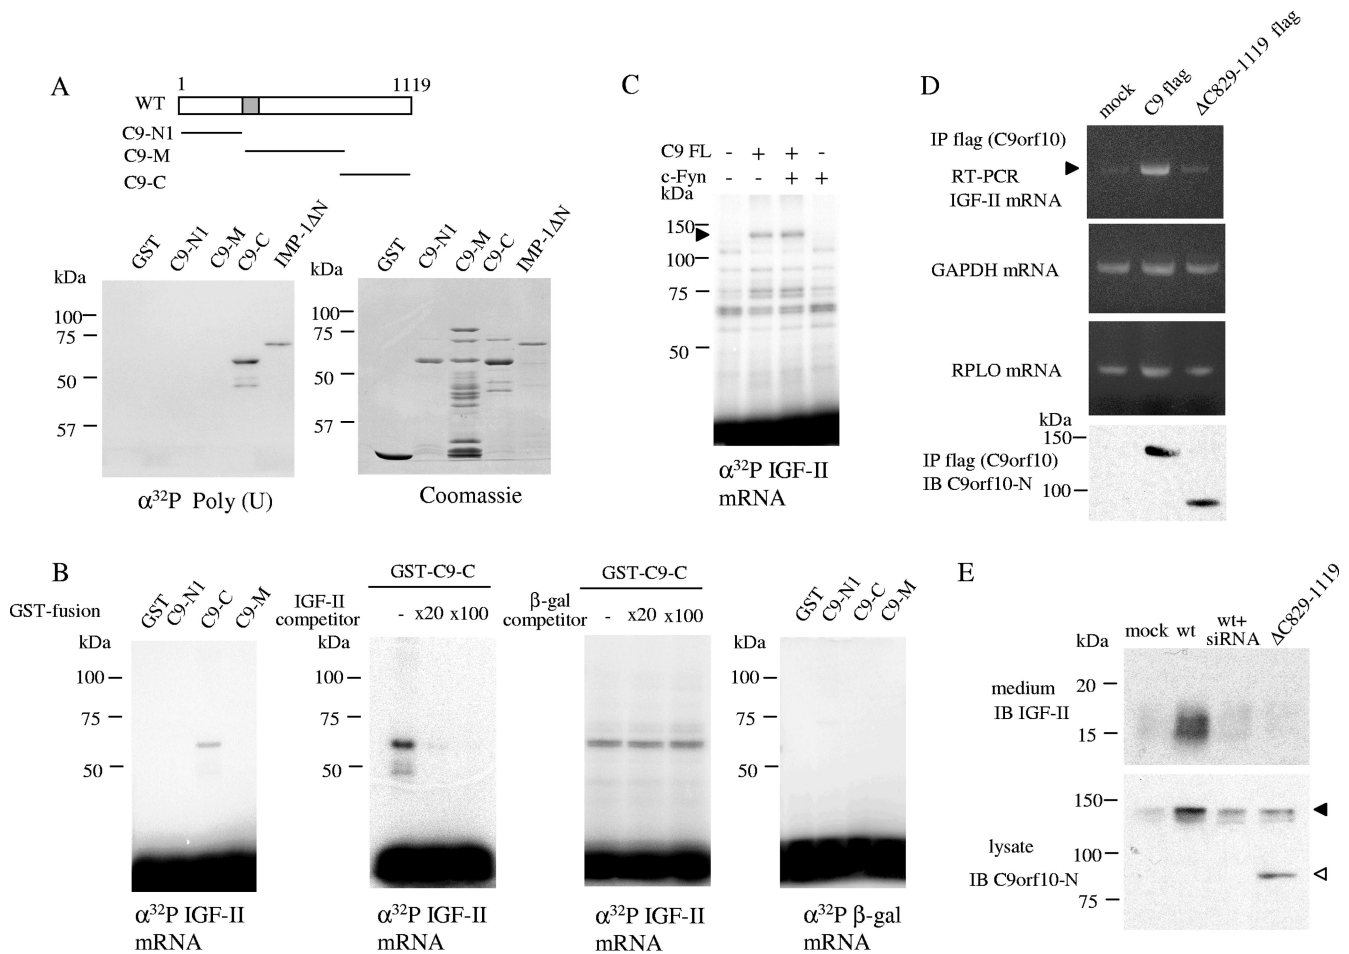 A
1 1119
WT
C9-N1
C9-M
C9-C
GST C9-N1 C9-M C9-C IMP-1ΔN
kDa
100
75
50
57
α32P Poly (U)
GST C9-N1 C9-M C9-C IMP-1ΔN
kDa
100
75
50
57
Coomassie
B
GST-fusion GST C9-N1 C9-C C9-M
kDa
100
75
50
α32P IGF-II
mRNA
GST-C9-C
IGF-II
competitor - x20 x100
kDa
100
75
50
α32P IGF-II
mRNA
GST-C9-C
β-gal
competitor - x20 x100
α32P IGF-II
mRNA
GST C9-N1 C9-C C9-M
kDa
100
75
50
α32P β-gal
mRNA
C
C9 FL - + + -
c-Fyn - - + +
kDa
150
100
75
50
α32P IGF-II
mRNA
D
mock C9 flag ΔC829-1119 flag
IP flag (C9orf10)
RT-PCR
IGF-II mRNA
GAPDH mRNA
RPLO mRNA
kDa
150
IP flag (C9orf10)
IB C9orf10-N
100
E
mock wt wt+ siRNA ΔC829-1119
kDa
medium
IB IGF-II
20
15
150
lysate
100
IB C9orf10-N
75